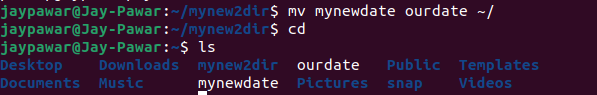 jaypawar@Jay-Pawar:~/mynew2dir$ mv mynewdate ourdate ~/
jaypawar@Jay-Pawar:~/mynew2dir$ cd
jaypawar@Jay-Pawar:~$ ls
Desktop Downloads mynew2dir ourdate Public Templates
Documents Music mynewdate Pictures snap Videos